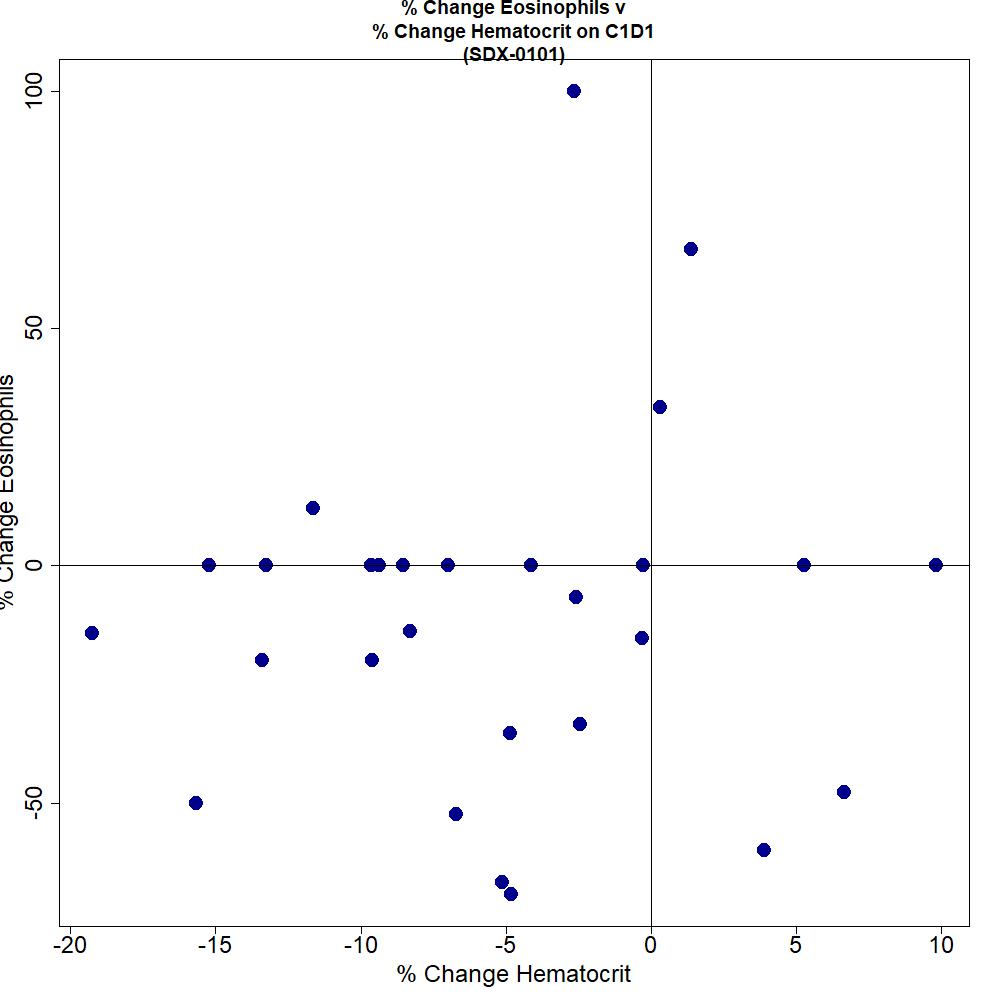 % Change Eosinophils v
% Change Hematocrit on C1D1
(SDX-0101)
100
50
0
-50
% Change Eosinophils
-20 -15 -10 -5 0 5 10
% Change Hematocrit